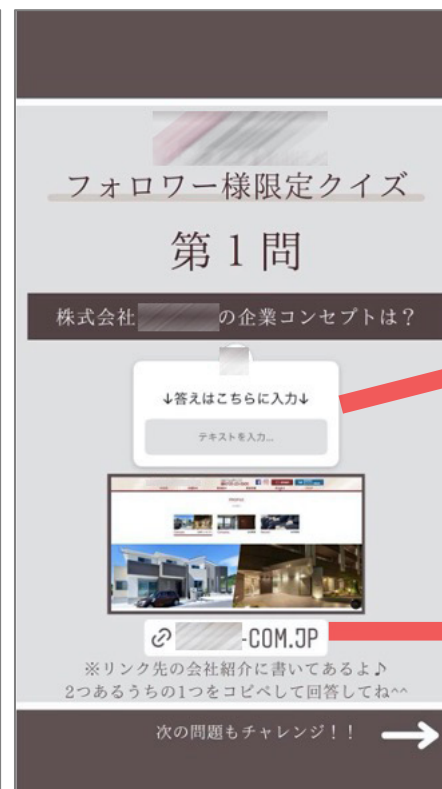 フォロワー様限定クイズ
第1問
株式会社 の企業コンセプトは？
↓答えはこちらに入力↓
テキストを入力...
-COM.JP
※リンク先の会社紹介に書いてあるよ♪
2つあるうちの1つをコピペして回答してね^^
次の問題もチャレンジ！！